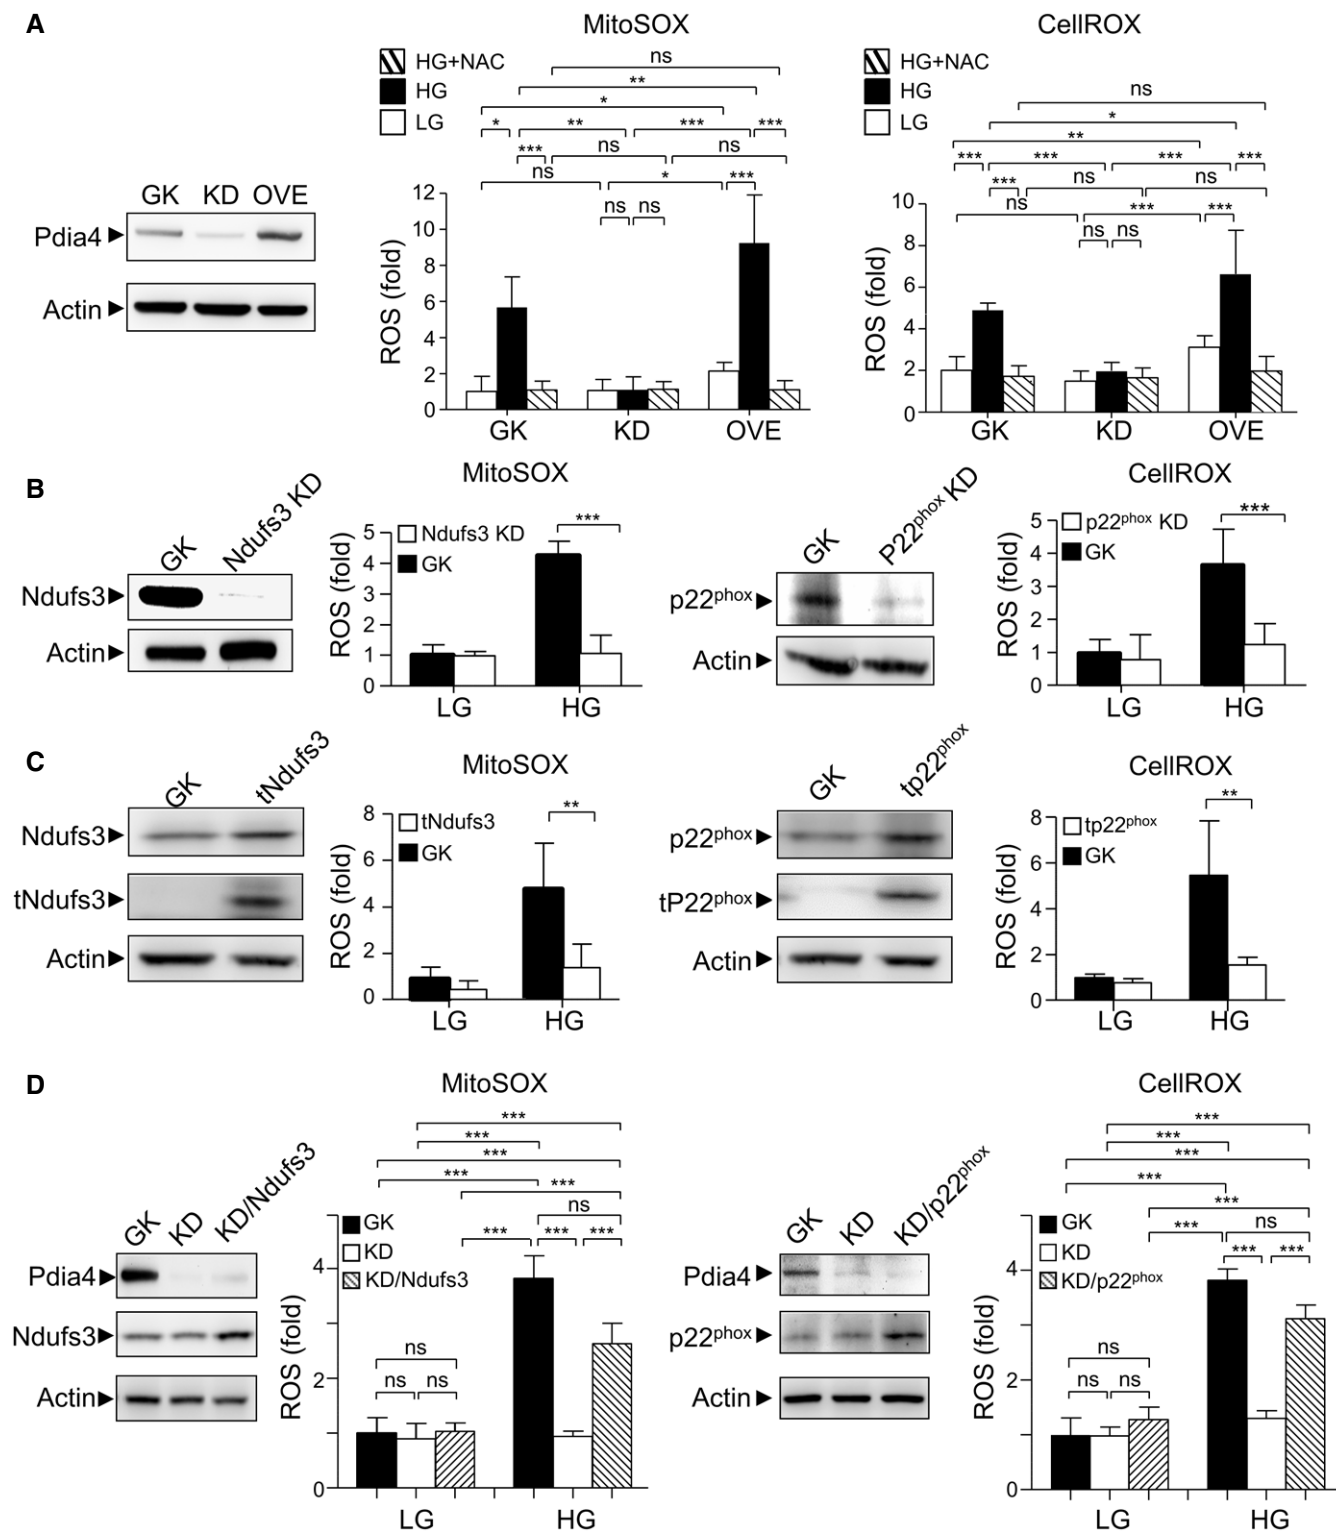 A
MitoSOX
CellROX
HG+NAC
HG
LG
ns
**
*
* ** *** ***
*** ns ns
ns * ***
ns ns
HG+NAC
HG
LG
ns
*
**
*** *** *** ***
*** ns ns
ns *** ***
ns ns
GK KD OVE
Pdia4
Actin
ROS (fold)
12
10
8
6
4
2
0
GK KD OVE
ROS (fold)
10
8
6
4
2
0
GK KD OVE
B
GK Ndufs3 KD
Ndufs3
Actin
MitoSOX
Ndufs3 KD
GK
***
ROS (fold)
5
4
3
2
1
0
LG HG
GK P22phox KD
p22phox
Actin
CellROX
p22phox KD
GK
***
ROS (fold)
5
4
3
2
1
0
LG HG
C
GK tNdufs3
Ndufs3
tNdufs3
Actin
MitoSOX
tNdufs3
GK
**
ROS (fold)
8
6
4
2
0
LG HG
GK tp22phox
p22phox
tP22phox
Actin
CellROX
tp22phox
GK
**
ROS (fold)
8
6
4
2
0
LG HG
D
GK KD KD/Ndufs3
Pdia4
Ndufs3
Actin
MitoSOX
***
***
***
***
***
ns
*** *** ***
GK
KD
KD/Ndufs3
ns
ns ns
ROS (fold)
4
2
0
LG HG
GK KD KD/p22phox
Pdia4
p22phox
Actin
CellROX
***
***
***
***
***
*** ns
*** ***
GK
KD
KD/p22phox
ns
ns ns
ROS (fold)
4
2
0
LG HG